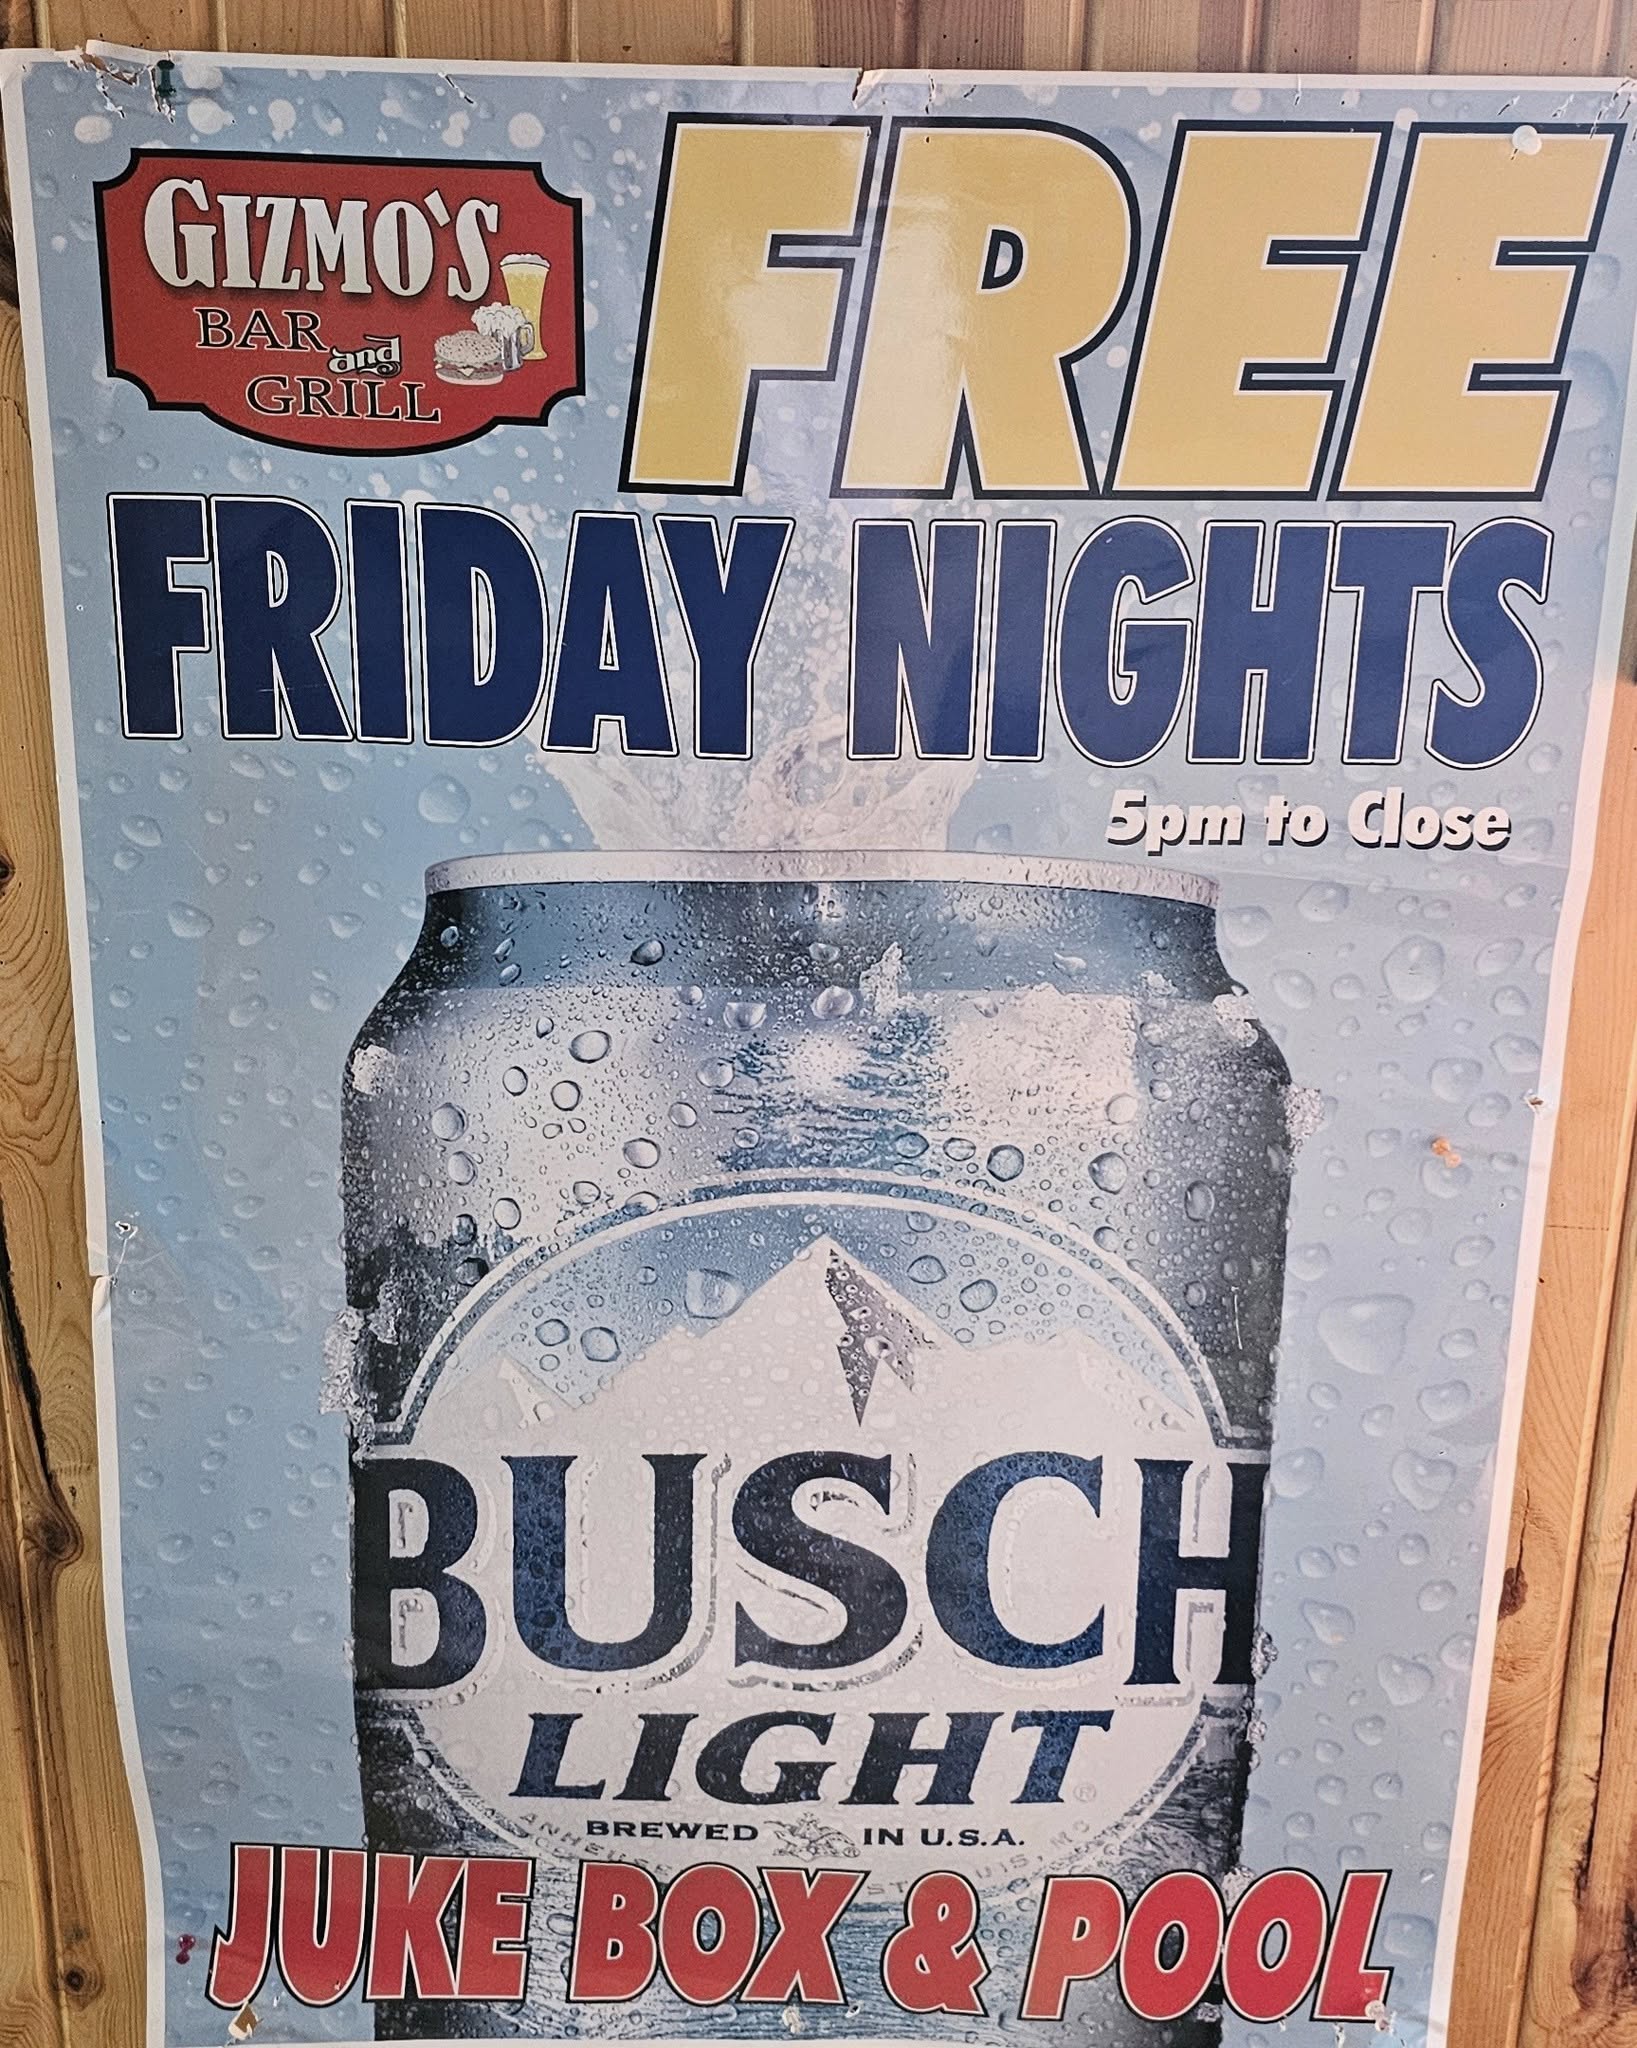 GIZMO'S
BAR and
GRILL
FREE
FRIDAY NIGHTS
5pm to Close
BUSCH
LIGHT®
BREWED IN U.S.A.
JUKE BOX & POOL